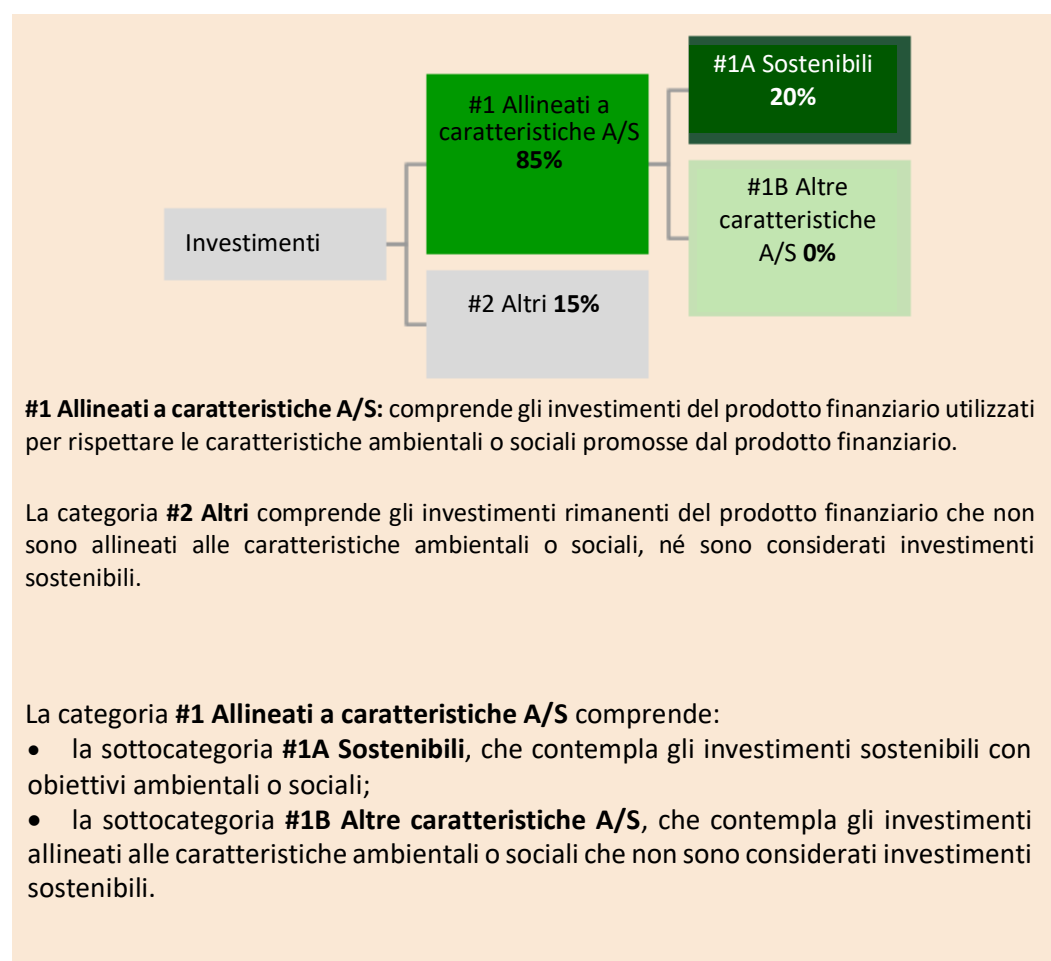 #1A Sostenibili
20%
#1 Allineati a
caratteristiche A/S
85%
#1B Altre
caratteristiche
A/S 0%
Investimenti
#2 Altri 15%
#1 Allineati a caratteristiche A/S: comprende gli investimenti del prodotto finanziario utilizzati
per rispettare le caratteristiche ambientali o sociali promosse dal prodotto finanziario.
La categoria #2 Altri comprende gli investimenti rimanenti del prodotto finanziario che non
sono allineati alle caratteristiche ambientali o sociali, né sono considerati investimenti
sostenibili.
La categoria #1 Allineati a caratteristiche A/S comprende:
• la sottocategoria #1A Sostenibili, che contempla gli investimenti sostenibili con
obiettivi ambientali o sociali;
• la sottocategoria #1B Altre caratteristiche A/S, che contempla gli investimenti
allineati alle caratteristiche ambientali o sociali che non sono considerati investimenti
sostenibili.